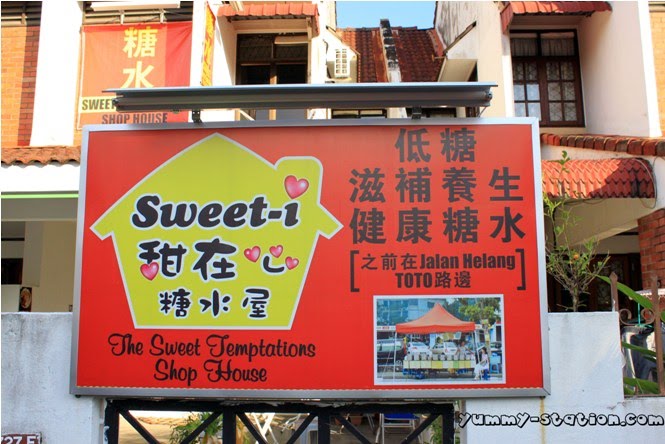 糖
水
SWEET
SHOP HOUSE
Sweet-i
甜在心
糖水屋
The Sweet Temptations
Shop House
低糖
滋補養生
健康糖水
[之前在Jalan Helang
TOTO路邊]
yummy-station.com